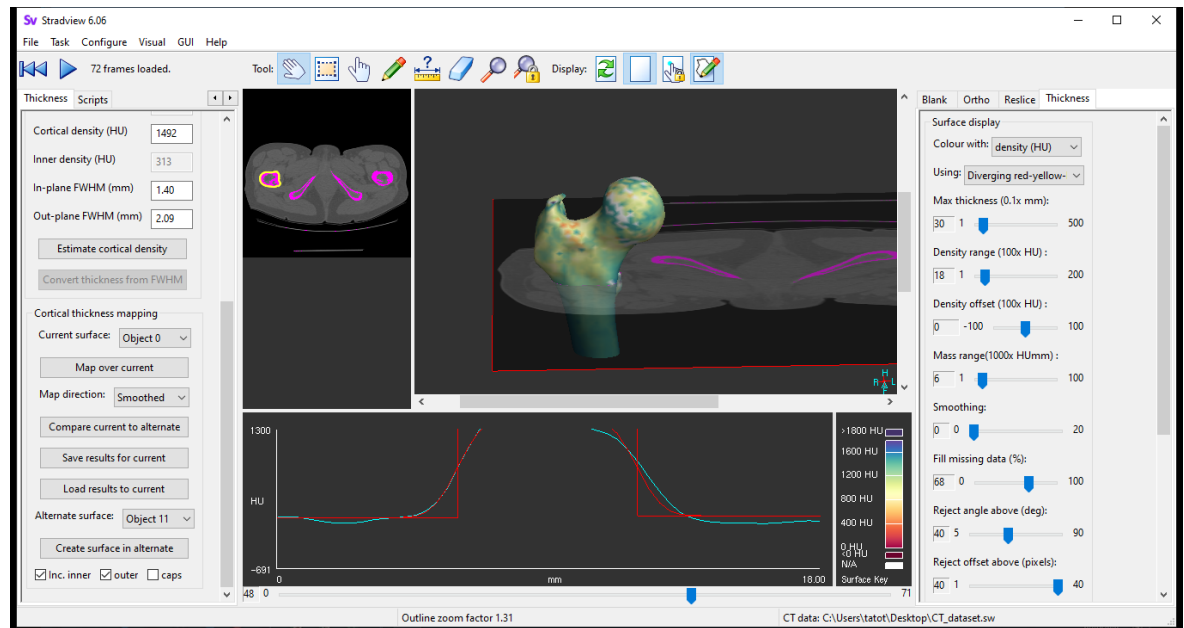 Sv Stradview 6.06
File Task Configure Visual GUI Help
72 frames loaded.
Tool:
Display:
Thickness Scripts
Cortical density (HU) 1492
Inner density (HU) 313
In-plane FWHM (mm) 1.40
Out-plane FWHM (mm) 2.09
Estimate cortical density
Convert thickness from FWHM
Cortical thickness mapping
Current surface: Object 0
Map over current
Map direction: Smoothed
Compare current to alternate
Save results for current
Load results to current
Alternate surface: Object 11
Create surface in alternate
Inc. inner outer caps
H
R A L
F
1300
HU
-691
0 mm 18.00
>1800 HU
1600 HU
1200 HU
800 HU
400 HU
0 HU
<0 HU
N/A
Surface Key
48 0 71
Blank Ortho Reslice Thickness
Surface display
Colour with: density (HU)
Using: Diverging red-yellow-
Max thickness (0.1x mm):
30 1 500
Density range (100x HU) :
18 1 200
Density offset (100x HU) :
0 -100 100
Mass range(1000x HUmm) :
6 1 100
Smoothing:
0 0 20
Fill missing data (%):
68 0 100
Reject angle above (deg):
40 5 90
Reject offset above (pixels):
40 1 40
Outline zoom factor 1.31
CT data: C:\Users\tatot\Desktop\CT_dataset.sw